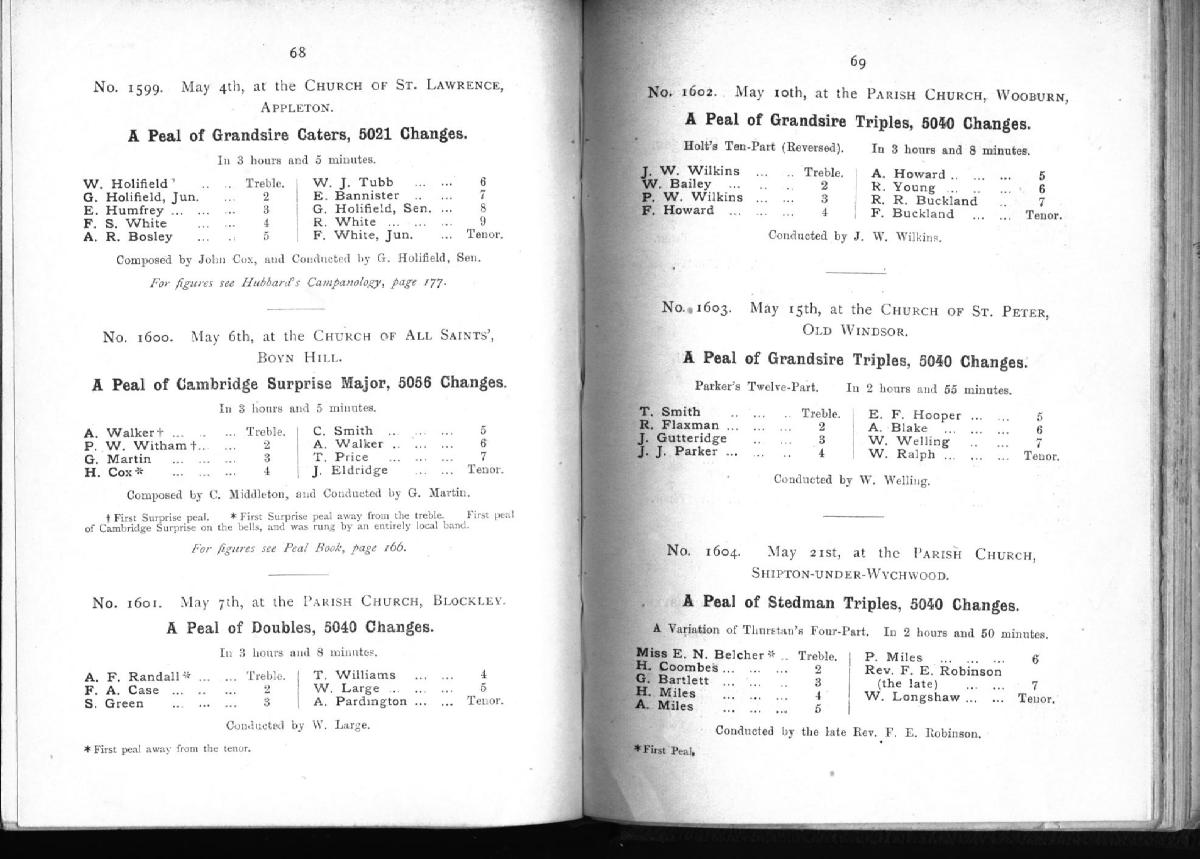 68
No. 1599. May 4th, at the CHURCH OF ST. LAWRENCE,
APPLETON.
A Peal of Grandsire Caters, 5021 Changes.
In 3 hours and 5 minutes.
W. Holifield .. .. Treble. W. J. Tubb ... ... 6
G. Holifield, Jun. ... 2 E. Bannister .. .. 7
E. Humfrey ... ... ... 3 G. Holifield, Sen. ... 8
F. S. White ... ... 4 R. White ... ... ... 9
A. R. Bosley ... .. 5 F. White, Jun. ... Tenor.
Composed by John Cox, and Conducted by G. Holifield, Sen.
For figures see Hubbard's Campanology, page 177.
No. 1600. May 6th, at the CHURCH OF ALL SAINTS',
BOYN HILL.
A Peal of Cambridge Surprise Major, 5056 Changes.
In 3 hours and 5 minutes.
A. Walker† ... .. ... Treble. C. Smith ... ... 5
P. W. Witham†.. ... 2 A. Walker .. ... ... 6
G. Martin ... ... ... 3 T. Price ... ... ... 7
H. Cox* ... ... ... 4 J. Eldridge ... ... Tenor.
Composed by C. Middleton, and Conducted by G. Martin.
† First Surprise peal. * First Surprise peal away from the treble. First peal
of Cambridge Surprise on the bells, and was rung by an entirely local band.
For figures see Peal Book, page 166.
No. 1601. May 7th, at the PARISH CHURCH, BLOCKLEY.
A Peal of Doubles, 5040 Changes.
In 3 hours and 8 minutes.
A. F. Randall* ... ... Treble. T. Williams ... ... 4
F. A. Case ... .. ... 2 W. Large ... ... ... 5
S. Green ... ... ... 3 A. Pardington ... ... Tenor.
Conducted by W. Large.
* First peal away from the tenor.
69
No. 1602. May 10th, at the PARISH CHURCH, WOOBURN,
A Peal of Grandsire Triples, 5040 Changes.
Holt's Ten-Part (Reversed). In 3 hours and 8 minutes.
J. W. Wilkins ... .. Treble. A. Howard .. ... ... 5
W. Bailey ... .. .. 2 R. Young ... .. ... 6
P. W. Wilkins ... ... 3 R. R. Buckland .. 7
F. Howard ... ... ... 4 F. Buckland ... ... Tenor.
Conducted by J. W. Wilkins.
No. 1603. May 15th, at the CHURCH OF ST. PETER,
OLD WINDSOR.
A Peal of Grandsire Triples, 5040 Changes.
Parker's Twelve-Part. In 2 hours and 55 minutes.
T. Smith .. ... .. Treble. E. F. Hooper ... ... 5
R. Flaxman ... ... ... 2 A. Blake ... ... ... 6
J. Gutteridge .. ... 3 W. Welling .. ... 7
J. J. Parker ... ... 4 W. Ralph ... ... ... Tenor.
Conducted by W. Welling.
No. 1604. May 21st, at the PARISH CHURCH,
SHIPTON-UNDER-WYCHWOOD.
A Peal of Stedman Triples, 5040 Changes.
A Variation of Thurstan's Four-Part. In 2 hours and 50 minutes.
Miss E. N. Belcher* .. Treble. P. Miles ... ... ... 6
H. Coombes ... ... ... 2 Rev. F. E. Robinson
G. Bartlett ... ... ... 3 (the late) ... ... 7
H. Miles ... ... ... 4 W. Longshaw ... ... Tenor.
A. Miles ... ... ... 5
Conducted by the late Rev. F. E. Robinson.
* First Peal.